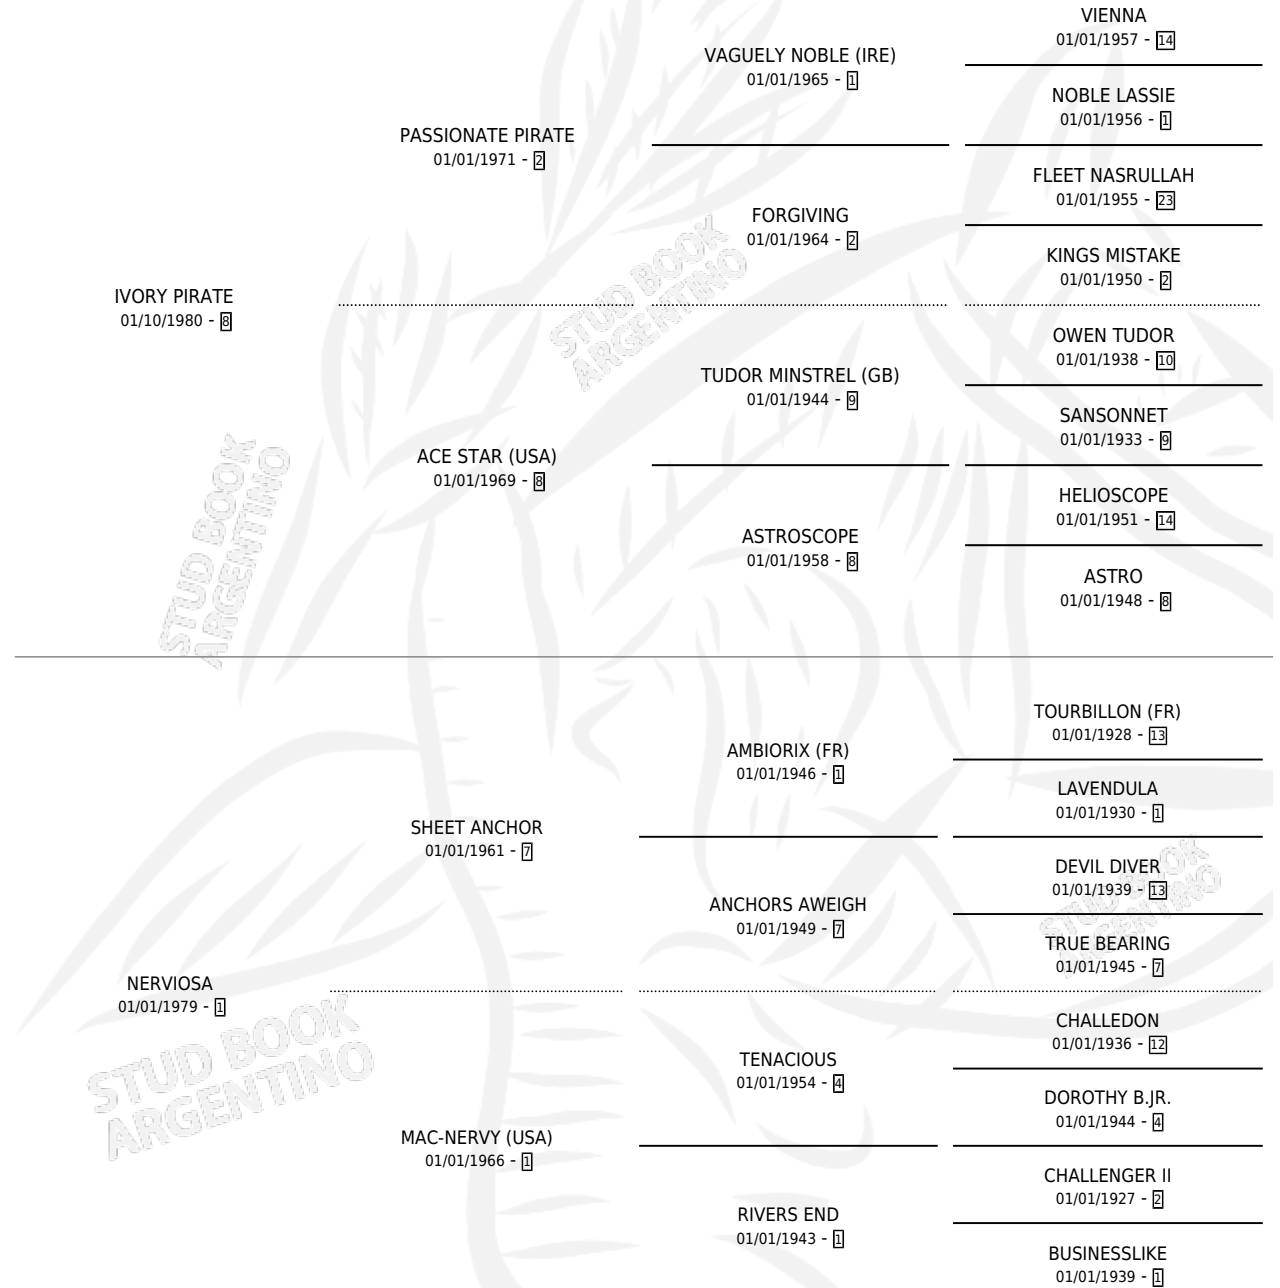 VIENNA
01/01/1957 - 14
VAGUELY NOBLE (IRE)
01/01/1965 - 1
NOBLE LASSIE
01/01/1956 - 1
PASSIONATE PIRATE
01/01/1971 - 2
FLEET NASRULLAH
01/01/1955 - 23
FORGIVING
01/01/1964 - 2
KINGS MISTAKE
01/01/1950 - 2
IVORY PIRATE
01/10/1980 - 8
OWEN TUDOR
01/01/1938 - 10
TUDOR MINSTREL (GB)
01/01/1944 - 9
SANSONNET
01/01/1933 - 9
ACE STAR (USA)
01/01/1969 - 8
HELIOSCOPE
01/01/1951 - 14
ASTROSCOPE
01/01/1958 - 8
ASTRO
01/01/1948 - 8
TOURBILLON (FR)
01/01/1928 - 13
AMBIORIX (FR)
01/01/1946 - 1
LAVENDULA
01/01/1930 - 1
SHEET ANCHOR
01/01/1961 - 7
DEVIL DIVER
01/01/1939 - 13
ANCHORS AWEIGH
01/01/1949 - 7
TRUE BEARING
01/01/1945 - 7
NERVIOSA
01/01/1979 - 1
CHALLEDON
01/01/1936 - 12
TENACIOUS
01/01/1954 - 4
DOROTHY B.JR.
01/01/1944 - 4
MAC-NERVY (USA)
01/01/1966 - 1
CHALLENGER II
01/01/1927 - 2
RIVERS END
01/01/1943 - 1
BUSINESSLIKE
01/01/1939 - 1
STUD BOOK
ARGENTINO
STUD BOOK
ARGENTINO
STUD BOOK
ARGENTINO
STUD BOOK
ARGENTINO